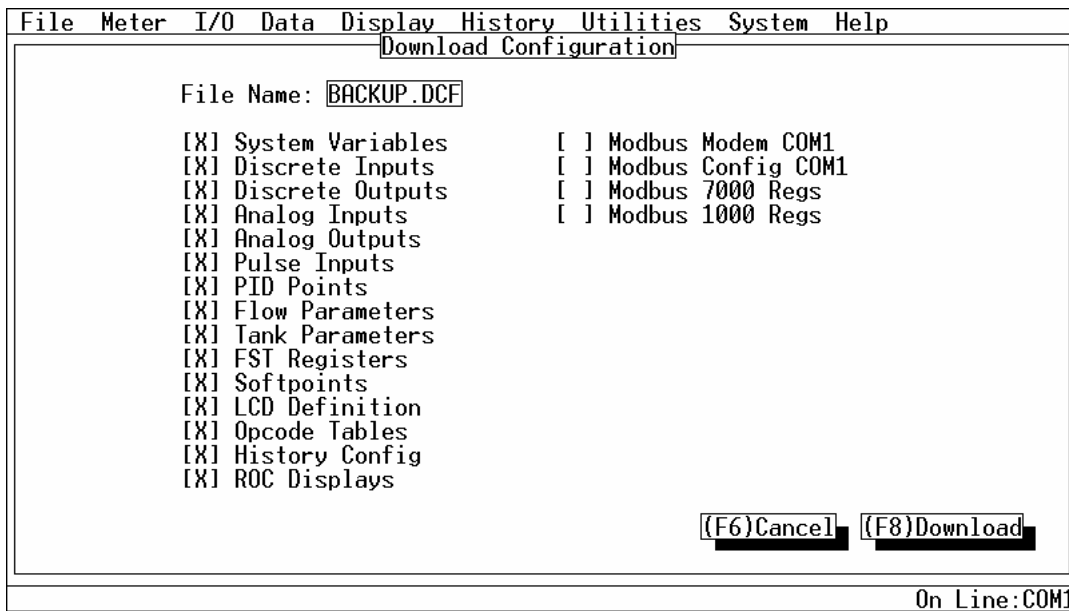 File Meter I/O Data Display History Utilities System Help
Download Configuration
File Name: BACKUP.DCF
[X] System Variables [ ] Modbus Modem COM1
[X] Discrete Inputs [ ] Modbus Config COM1
[X] Discrete Outputs [ ] Modbus 7000 Regs
[X] Analog Inputs [ ] Modbus 1000 Regs
[X] Analog Outputs
[X] Pulse Inputs
[X] PID Points
[X] Flow Parameters
[X] Tank Parameters
[X] FST Registers
[X] Softpoints
[X] LCD Definition
[X] Opcode Tables
[X] History Config
[X] ROC Displays
(F6)Cancel (F8)Download
On Line:COM1